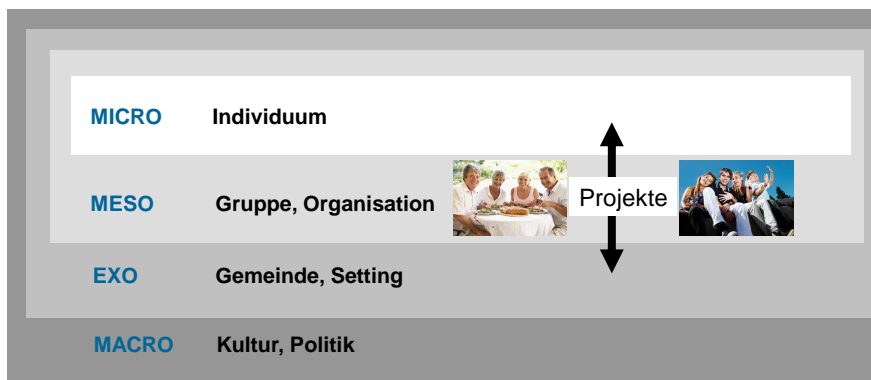 MICRO Individuum
MESO Gruppe, Organisation Projekte
EXO Gemeinde, Setting
MACRO Kultur, Politik